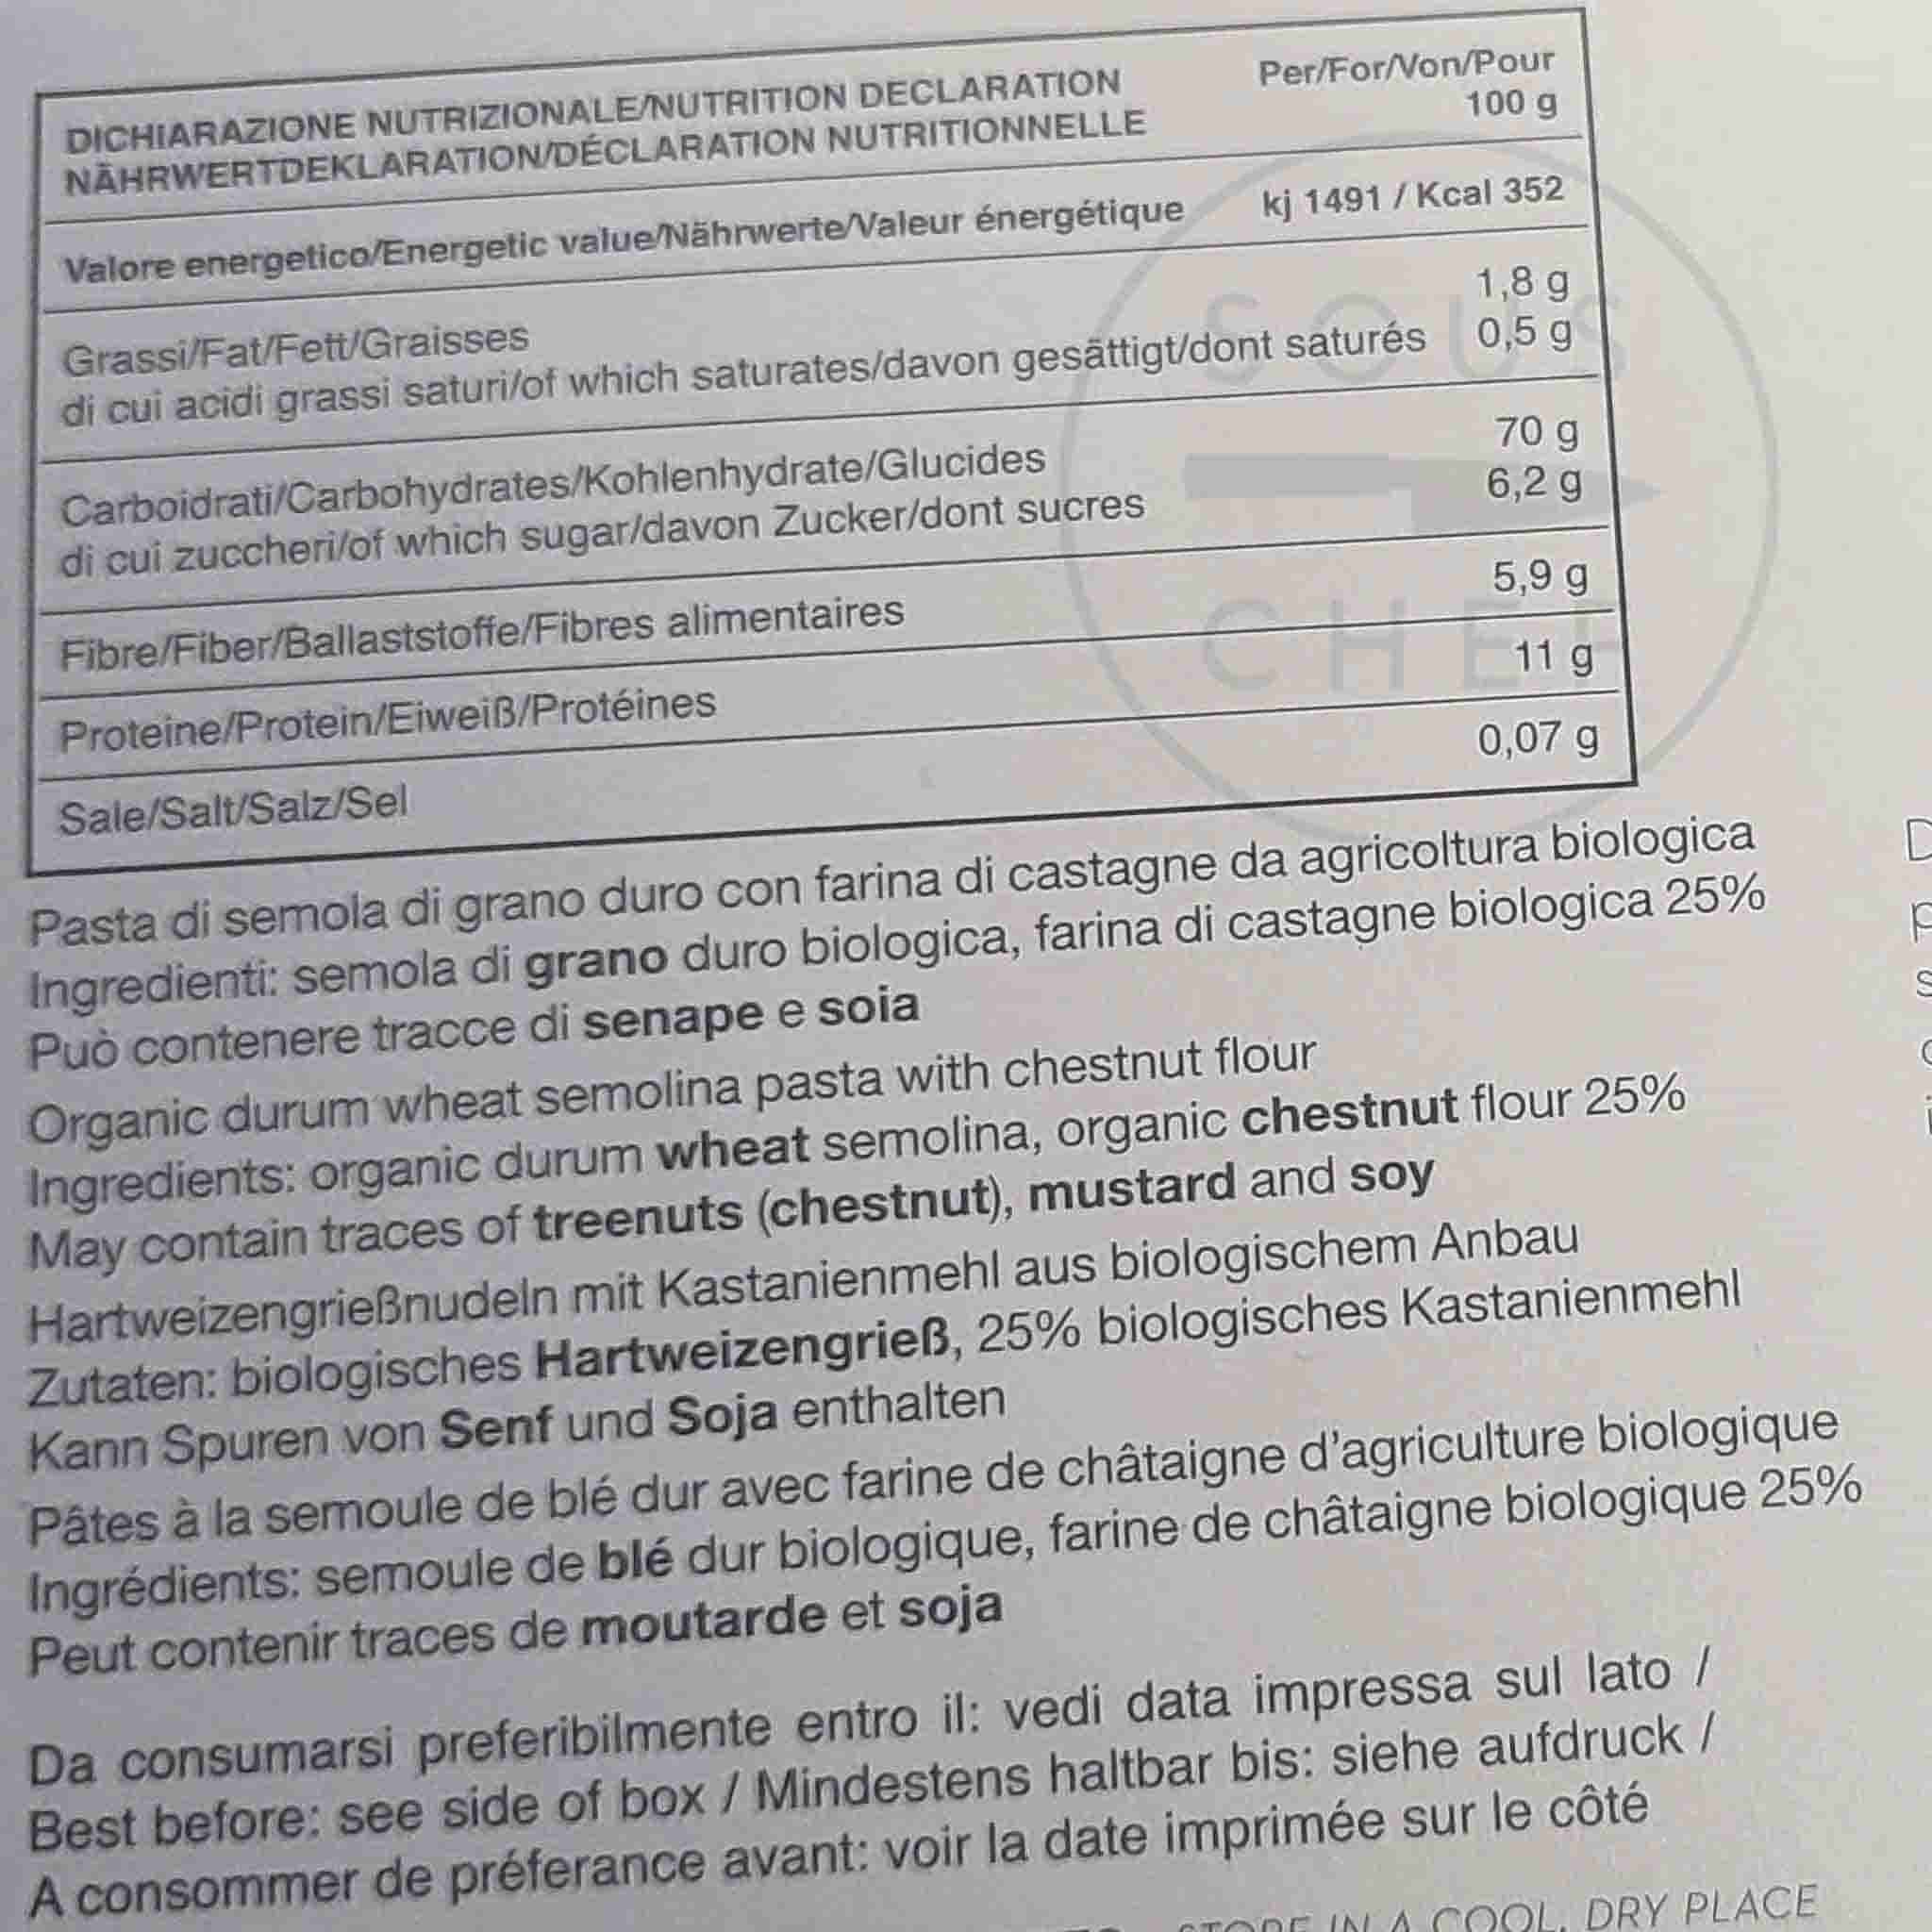 DICHIARAZIONE NUTRIZIONALE/NUTRITION DECLARATION
NÄHRWERTDEKLARATION/DÉCLARATION NUTRITIONNELLE
Per/For/Von/Pour
100 g
Valore energetico/Energetic value/Nährwerte/Valeur énergétique kj 1491 / Kcal 352
Grassi/Fat/Fett/Graisses 1,8 g
di cui acidi grassi saturi/of which saturates/davon gesättigt/dont saturés 0,5 g
Carboidrati/Carbohydrates/Kohlenhydrate/Glucides 70 g
di cui zuccheri/of which sugar/davon Zucker/dont sucres 6,2 g
Fibre/Fiber/Ballaststoffe/Fibres alimentaires 5,9 g
Proteine/Protein/Eiweiß/Protéines 11 g
Sale/Salt/Salz/Sel 0,07 g
SOUS
CHEF
Pasta di semola di grano duro con farina di castagne da agricoltura biologica
Ingredienti: semola di grano duro biologica, farina di castagne biologica 25%
Può contenere tracce di senape e soia
Organic durum wheat semolina pasta with chestnut flour
Ingredients: organic durum wheat semolina, organic chestnut flour 25%
May contain traces of treenuts (chestnut), mustard and soy
Hartweizengrießnudeln mit Kastanienmehl aus biologischem Anbau
Zutaten: biologisches Hartweizengrieß, 25% biologisches Kastanienmehl
Kann Spuren von Senf und Soja enthalten
Pâtes à la semoule de blé dur avec farine de châtaigne d'agriculture biologique
Ingrédients: semoule de blé dur biologique, farine de châtaigne biologique 25%
Peut contenir traces de moutarde et soja
Da consumarsi preferibilmente entro il: vedi data impressa sul lato /
Best before: see side of box / Mindestens haltbar bis: siehe aufdruck /
A consommer de préferance avant: voir la date imprimée sur le côté
STORE IN A COOL, DRY PLACE